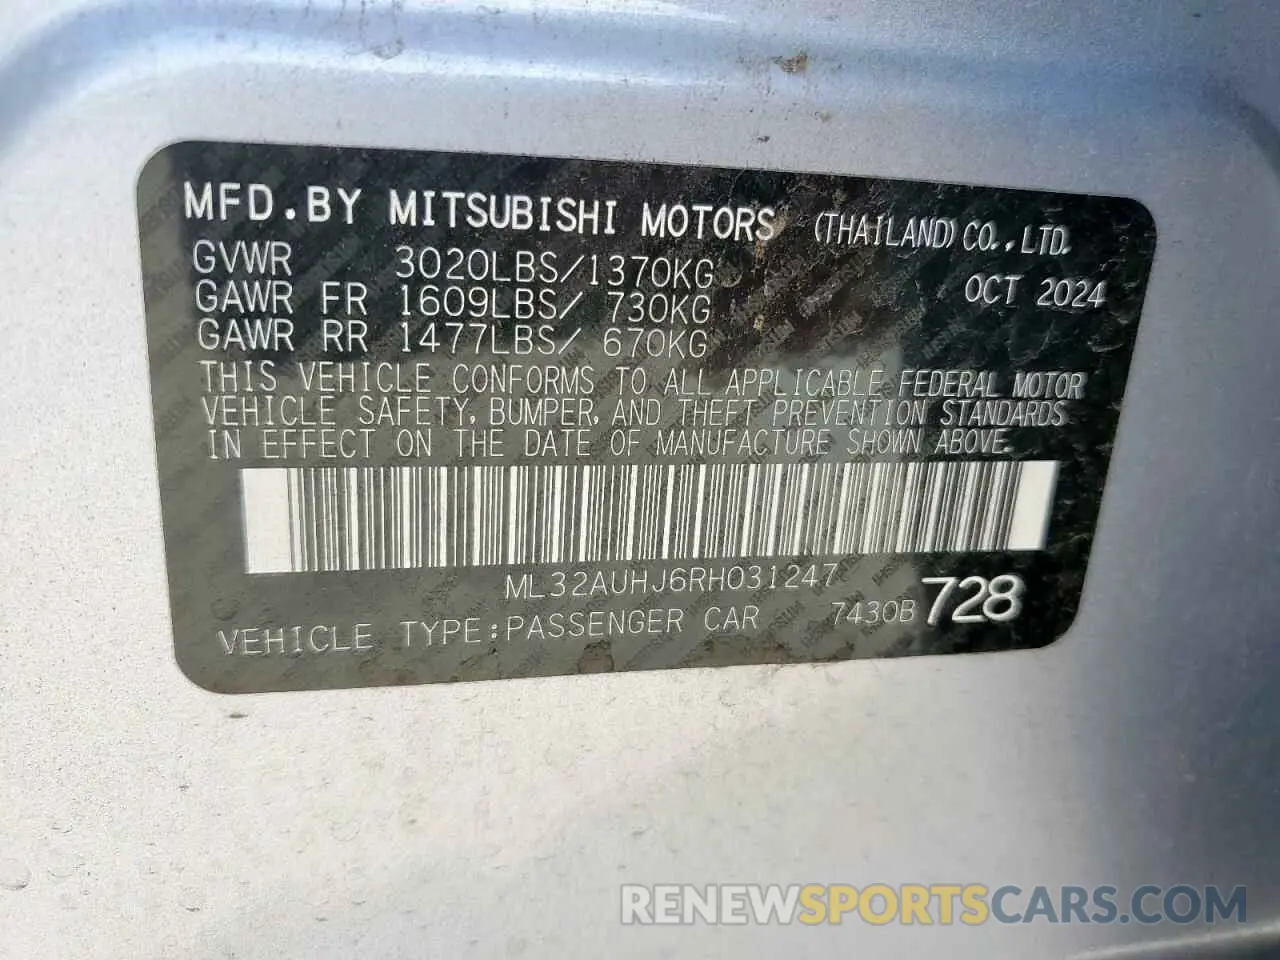 MFD.BY MITSUBISHI MOTORS (THAILAND) CO.,LTD.
GVWR 3020LBS/1370KG OCT 2024
GAWR FR 1609LBS/ 730KG
GAWR RR 1477LBS/ 670KG
THIS VEHICLE CONFORMS TO ALL APPLICABLE FEDERAL MOTOR
VEHICLE SAFETY, BUMPER, AND THEFT PREVENTION STANDARDS
IN EFFECT ON THE DATE OF MANUFACTURE SHOWN ABOVE.
ML32AUHJ6RH031247
VEHICLE TYPE:PASSENGER CAR 7430B 728
RENEWSPORTSCARS.COM